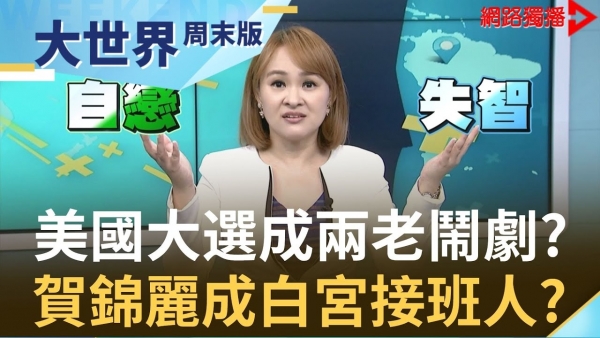 WEEKEND
大世界 周末版
網路獨播
自戀
失智
美國大選成兩老鬧劇?
賀錦麗成白宮接班人?